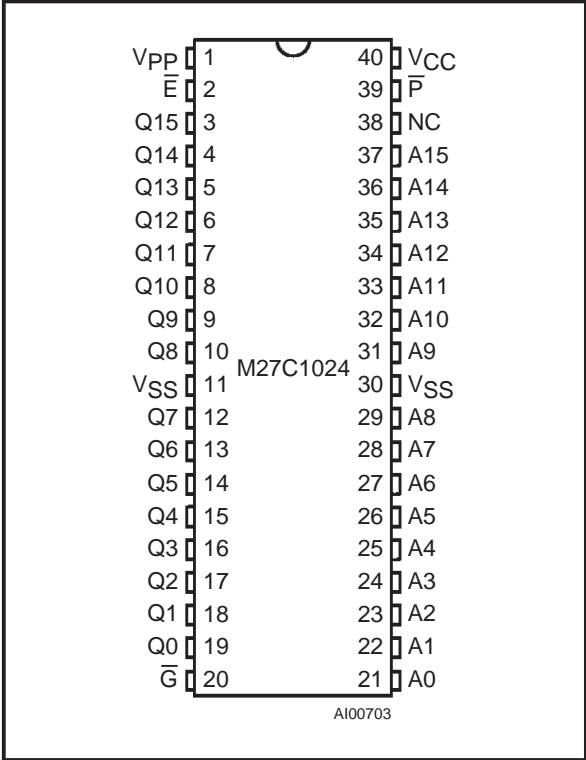 VPP 1 40 VCC
E̅ 2 39 P̅
Q15 3 38 NC
Q14 4 37 A15
Q13 5 36 A14
Q12 6 35 A13
Q11 7 34 A12
Q10 8 33 A11
Q9 9 32 A10
Q8 10 31 A9
M27C1024
VSS 11 30 VSS
Q7 12 29 A8
Q6 13 28 A7
Q5 14 27 A6
Q4 15 26 A5
Q3 16 25 A4
Q2 17 24 A3
Q1 18 23 A2
Q0 19 22 A1
G̅ 20 21 A0
AI00703